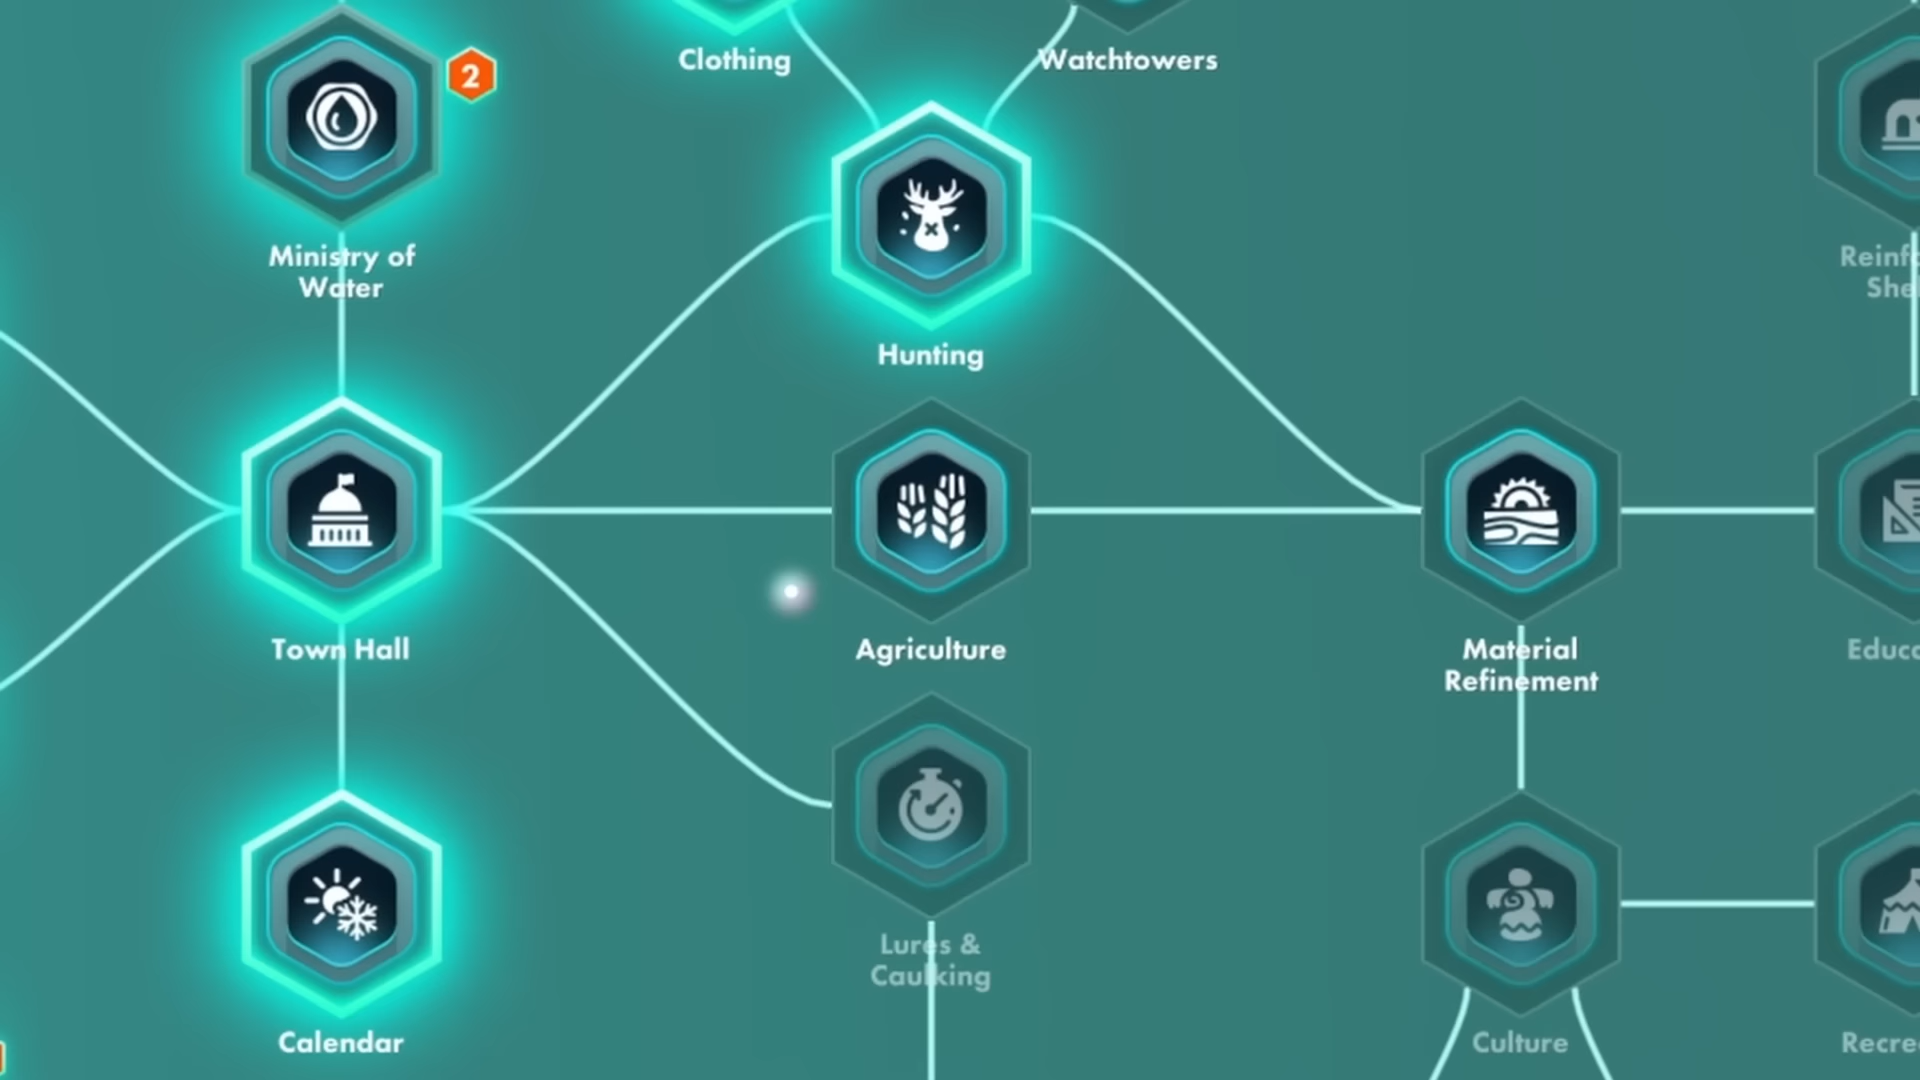 Clothing
Watchtowers
2
Ministry of
Water
Hunting
Town Hall
Agriculture
Material
Refinement
Lures &
Caulking
Calendar
Culture